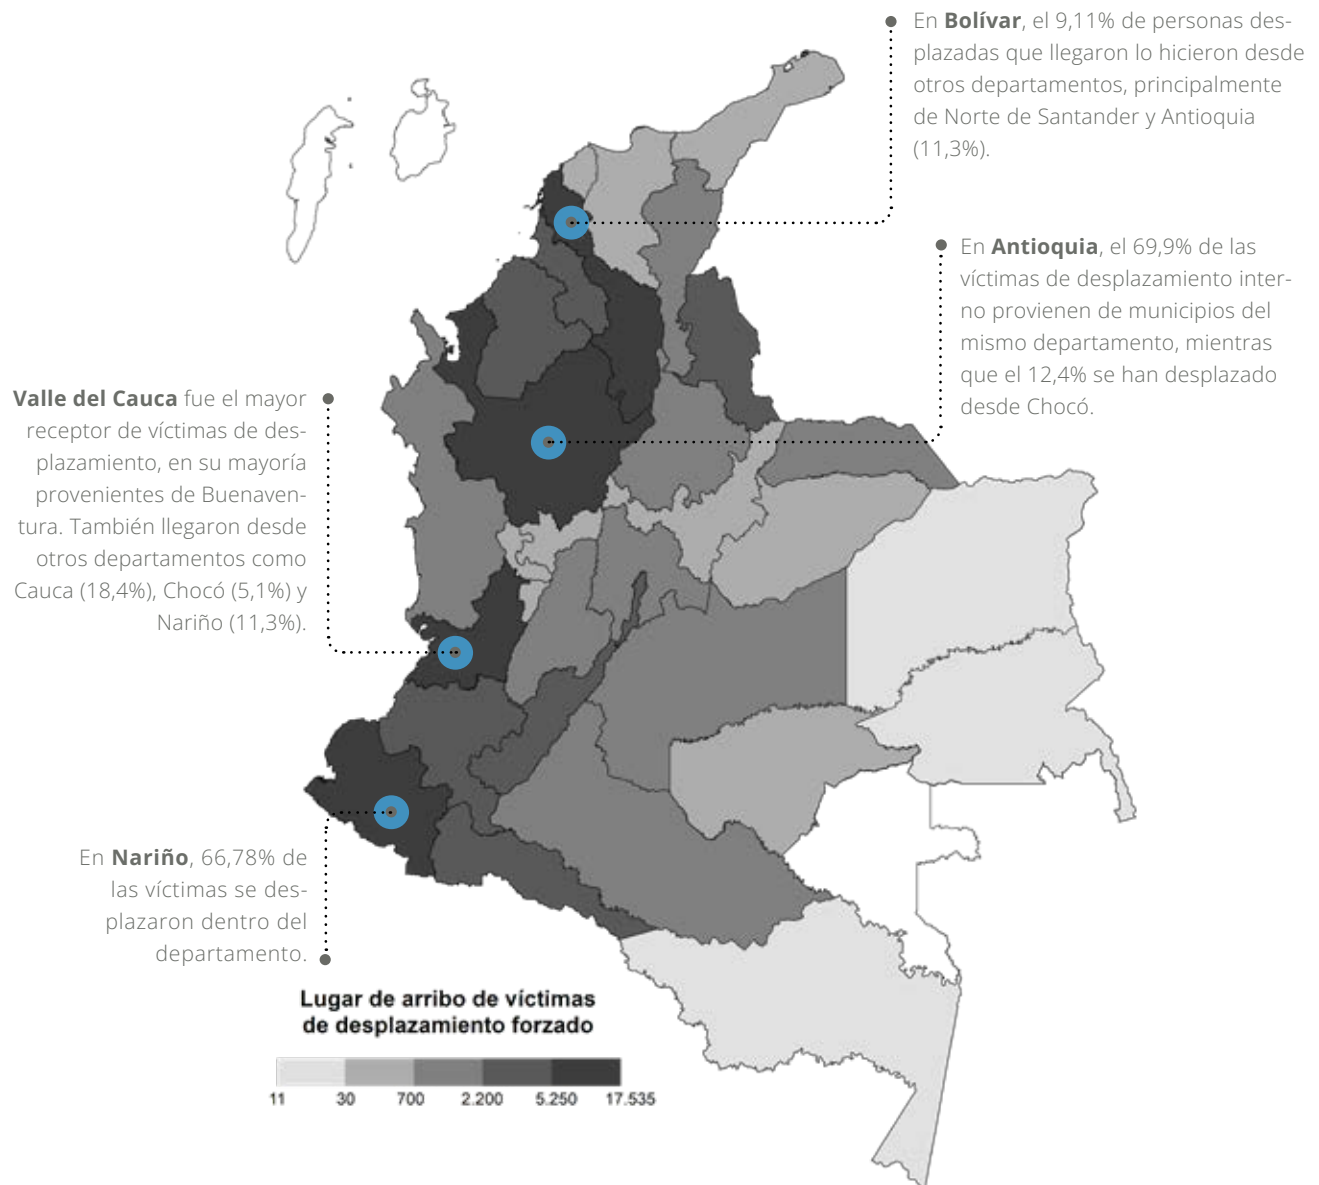 En Bolívar, el 9,11% de personas des-
plazadas que llegaron lo hicieron desde
otros departamentos, principalmente
de Norte de Santander y Antioquia
(11,3%).
En Antioquia, el 69,9% de las
víctimas de desplazamiento inter-
no provienen de municipios del
mismo departamento, mientras
que el 12,4% se han desplazado
desde Chocó.
Valle del Cauca fue el mayor
receptor de víctimas de des-
plazamiento, en su mayoría
provenientes de Buenaven-
tura. También llegaron desde
otros departamentos como
Cauca (18,4%), Chocó (5,1%) y
Nariño (11,3%).
En Nariño, 66,78% de
las víctimas se des-
plazaron dentro del
departamento.
Lugar de arribo de víctimas
de desplazamiento forzado
11 30 700 2.200 5.250 17.535